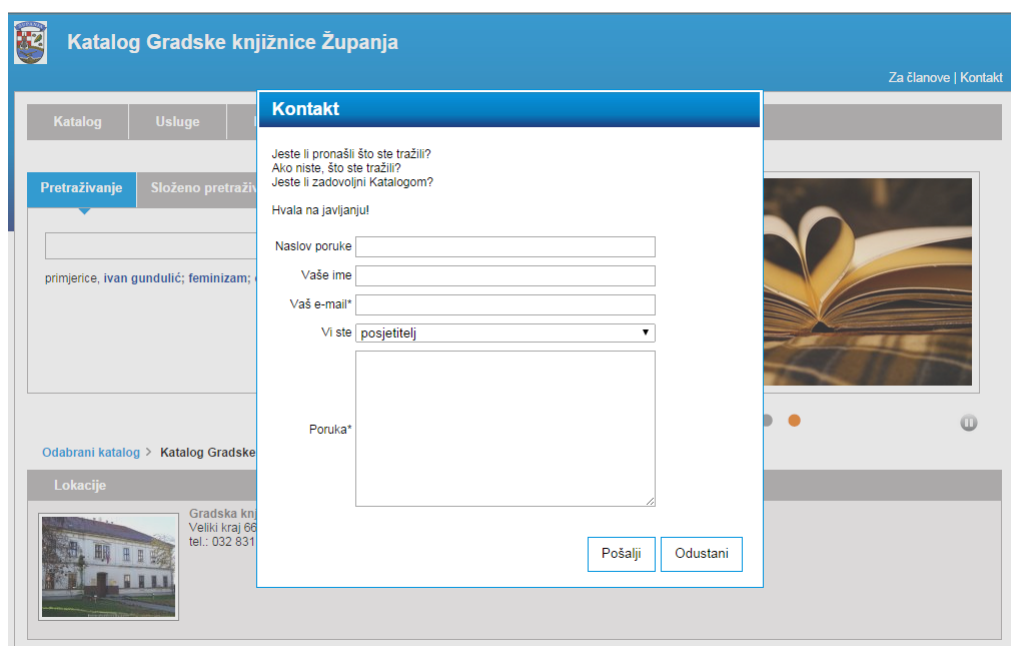 Katalog Gradske knjižnice Županja
Za članove | Kontakt
Katalog
Usluge
Pretraživanje
Složeno
primjerice, ivan gundulić; feminizam;
Kontakt
Jeste li pronašli što ste tražili?
Ako niste, što ste tražili?
Jeste li zadovoljni Katalogom?
Hvala na javljanju!
Naslov poruke
Vaše ime
Vaš e-mail*
Vi ste posjetitelj
Poruka*
Pošalji
Odustani
Odabrani katalog > Katalog Gradske
Lokacije
Gradska
Veliki kraj 66
tel.: 032 831